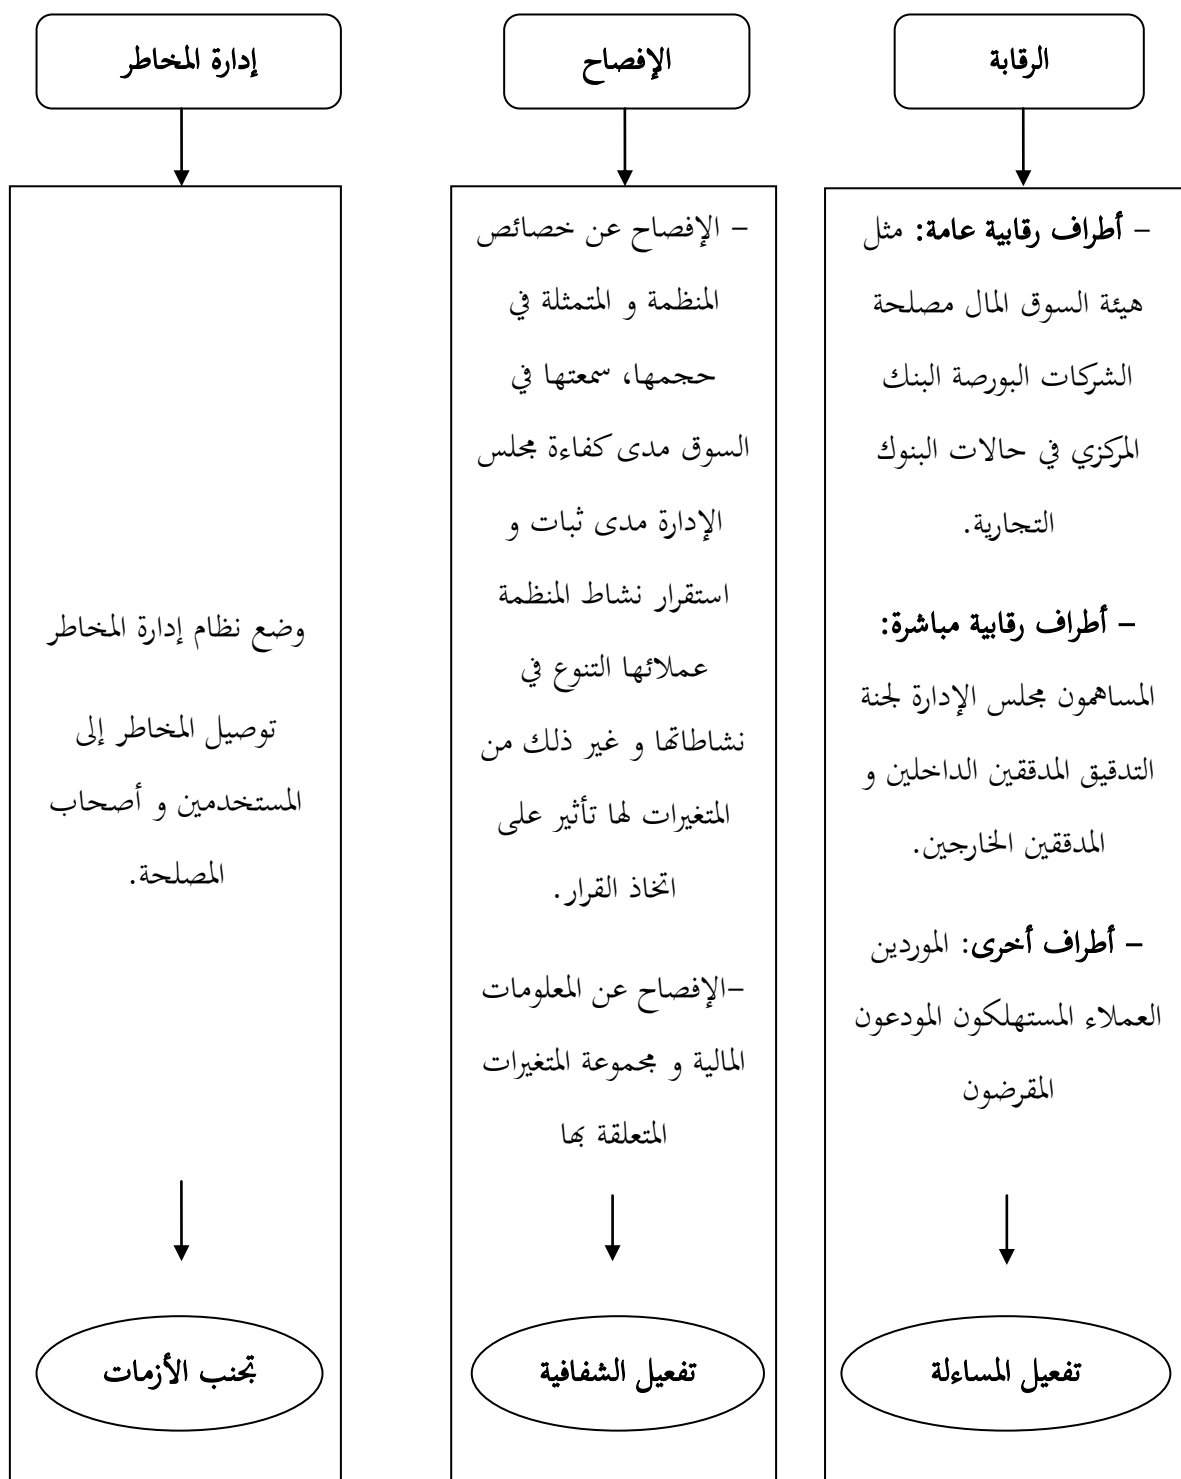 الرقابة
– أطراف رقابية عامة: مثل
هيئة السوق المال مصلحة
الشركات البورصة البنك
المركزي في حالات البنوك
التجارية.
– أطراف رقابية مباشرة:
المساهمون مجلس الإدارة لجنة
التدقيق المدققين الداخلين و
المدققين الخارجين.
– أطراف أخرى: الموردين
العملاء المستهلكون المودعون
المقرضون
تفعيل المساءلة
الإفصاح
– الإفصاح عن خصائص
المنظمة و المتمثلة في
حجمها، سمعتها في
السوق مدى كفاءة مجلس
الإدارة مدى ثبات و
استقرار نشاط المنظمة
عملائها التنوع في
نشاطاتها و غير ذلك من
المتغيرات لها تأثير على
اتخاذ القرار.
–الإفصاح عن المعلومات
المالية و مجموعة المتغيرات
المتعلقة بها
تفعيل الشفافية
إدارة المخاطر
وضع نظام إدارة المخاطر
توصيل المخاطر إلى
المستخدمين و أصحاب
المصلحة.
تجنب الأزمات